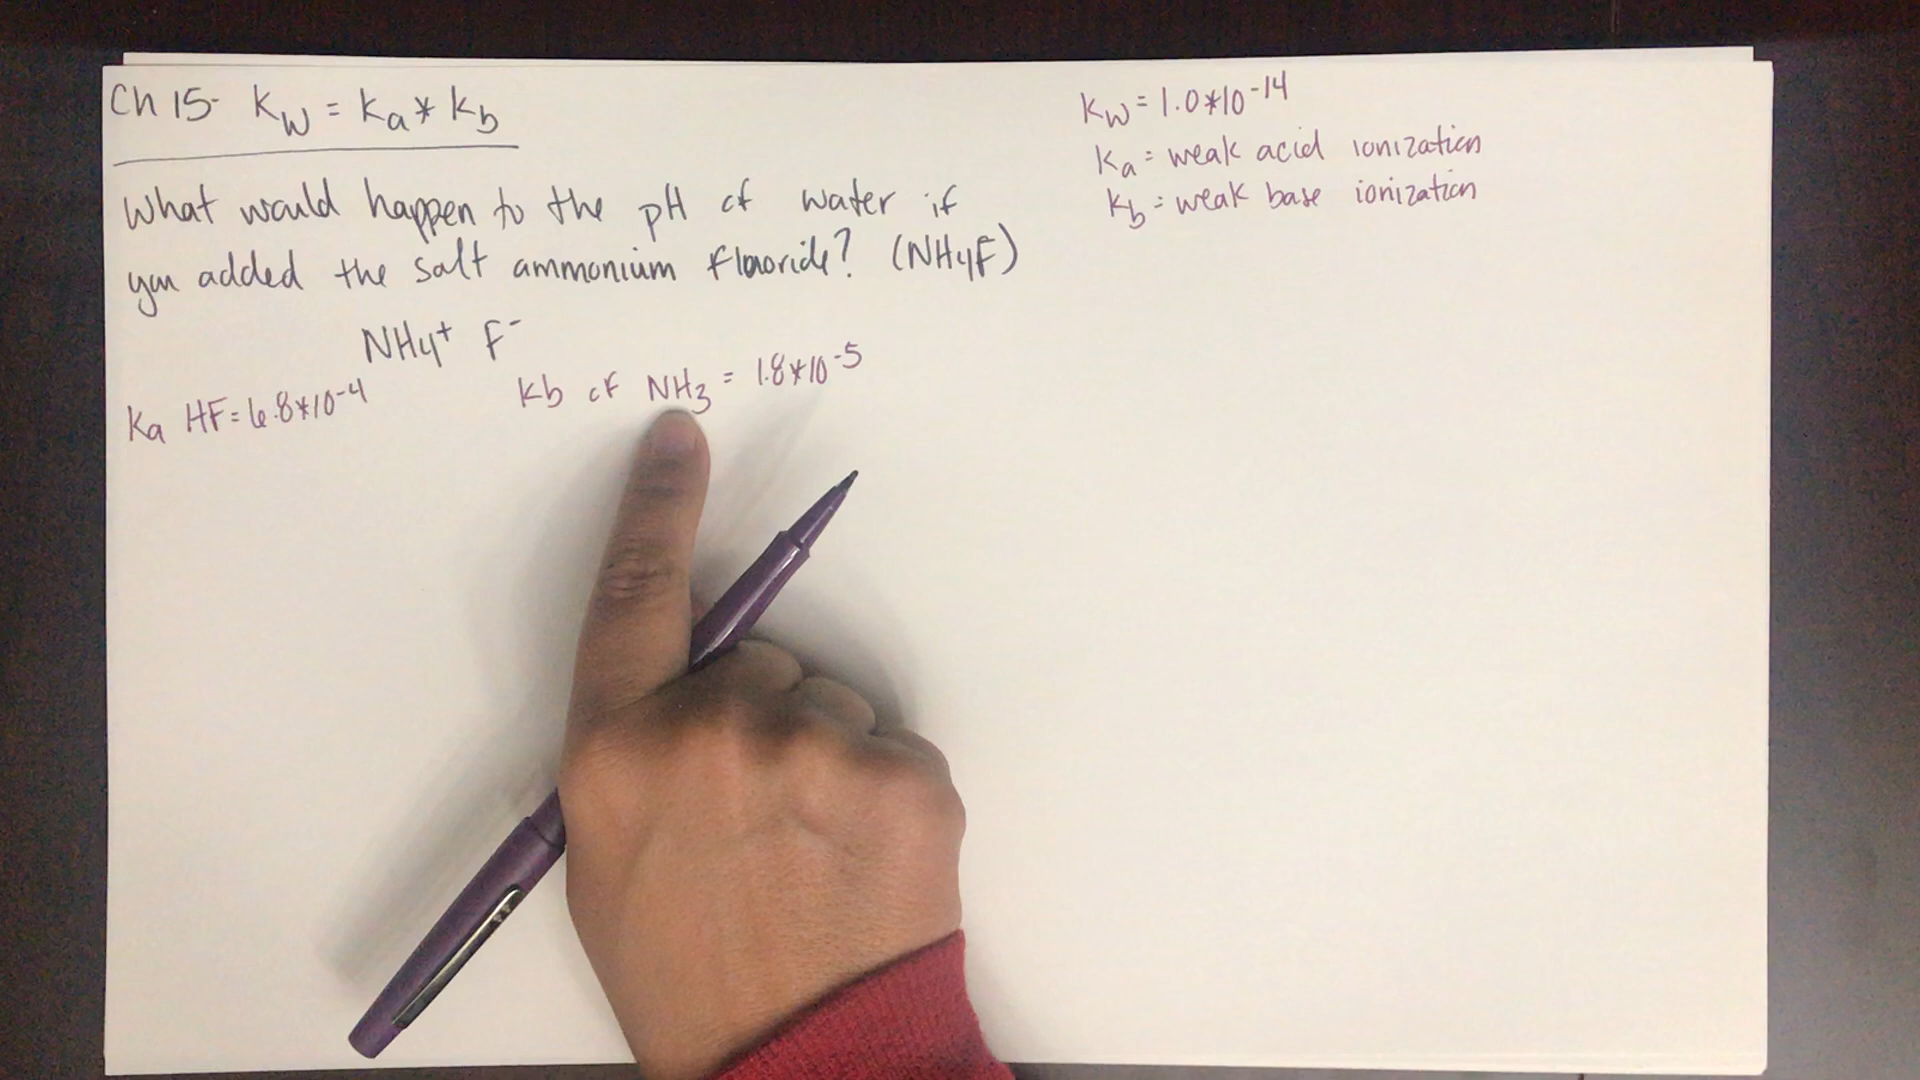 Ch 15- Kw = Ka * Kb
What would happen to the pH of water if
you added the salt ammonium fluoride? (NH4F)
NH4+ F-
Ka HF = 6.8*10-4
Kb of NH3 = 1.8*10-5
Kw = 1.0*10-14
Ka = weak acid ionization
Kb = weak base ionization